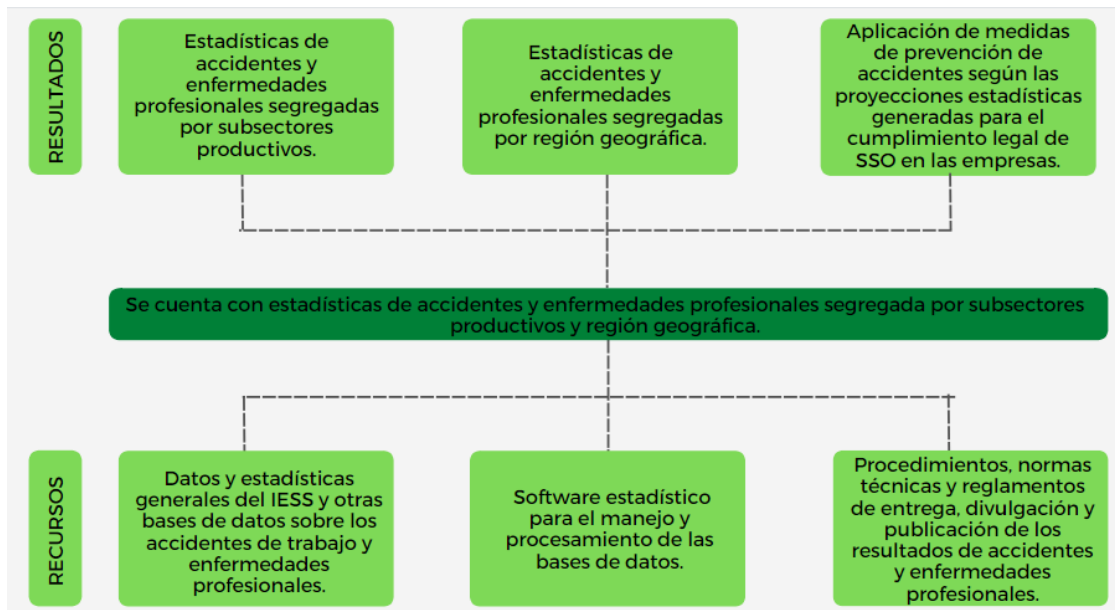 RESULTADOS
Estadísticas de
accidentes y
enfermedades
profesionales segregadas
por subsectores
productivos.
Estadísticas de
accidentes y
enfermedades
profesionales segregadas
por región geográfica.
Aplicación de medidas
de prevención de
accidentes según las
proyecciones estadísticas
generadas para el
cumplimiento legal de
SSO en las empresas.
Se cuenta con estadísticas de accidentes y enfermedades profesionales segregada por subsectores
productivos y región geográfica.
RECURSOS
Datos y estadísticas
generales del IESS y otras
bases de datos sobre los
accidentes de trabajo y
enfermedades
profesionales.
Software estadístico
para el manejo y
procesamiento de las
bases de datos.
Procedimientos, normas
técnicas y reglamentos
de entrega, divulgación y
publicación de los
resultados de accidentes
y enfermedades
profesionales.